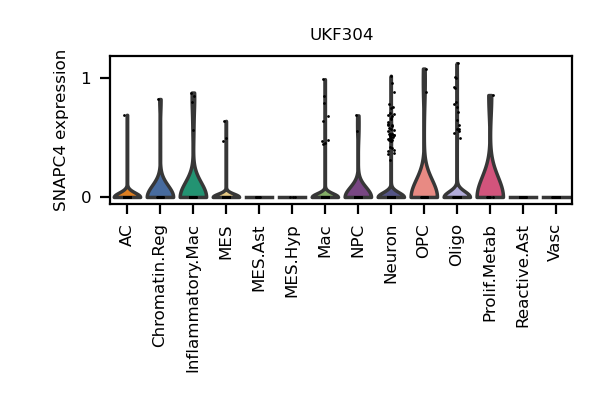 UKF304
SNAPC4 expression
1
0
AC
Chromatin.Reg
Inflammatory.Mac
MES
MES.Ast
MES.Hyp
Mac
NPC
Neuron
OPC
Oligo
Prolif.Metab
Reactive.Ast
Vasc